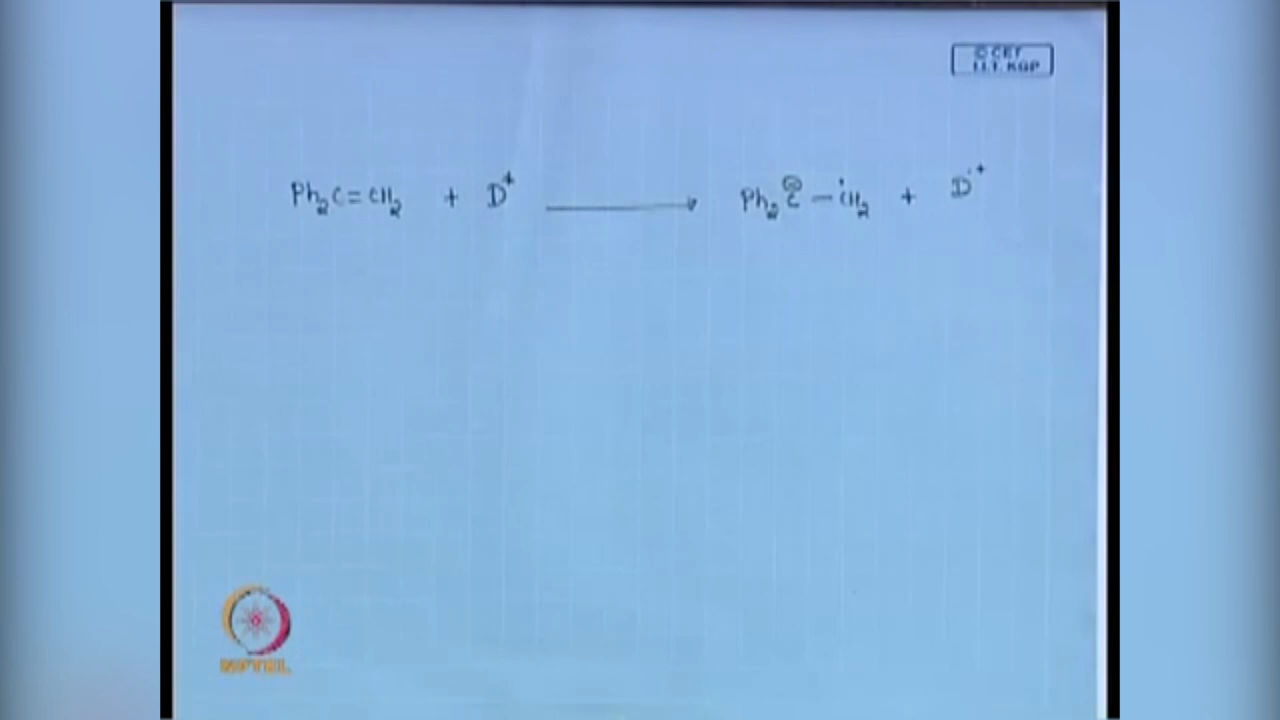 © CET
I.I.T. KGP
Ph₂C=CH₂ + D⁺ ⟶ Ph₂C⊖–ĊH₂ + D⁺
NPTEL